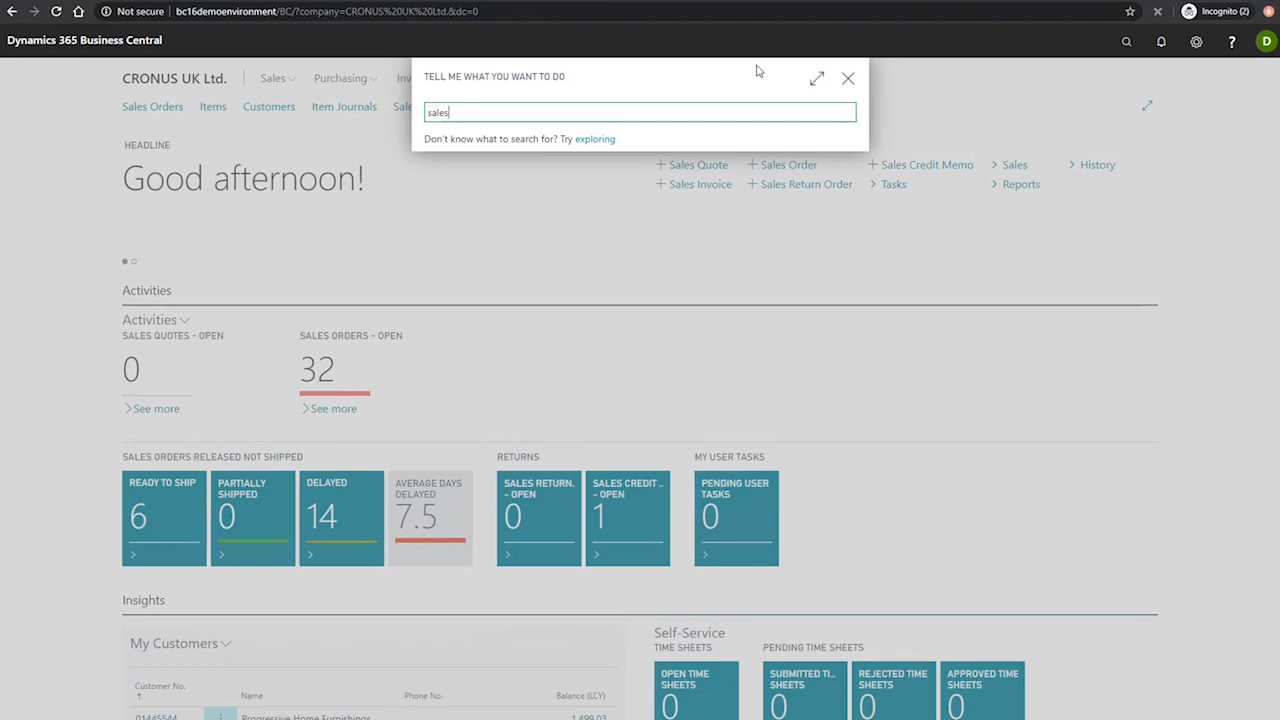 Not secure | bc16demoenvironment/BC/?company=CRONUS%20UK%20Ltd.&dc=0
Incognito (2)
Dynamics 365 Business Central
D
CRONUS UK Ltd.
Sales
Purchasing
TELL ME WHAT YOU WANT TO DO
sales
Don't know what to search for? Try exploring
Sales Orders
Items
Customers
Item Journals
HEADLINE
Good afternoon!
+ Sales Quote
+ Sales Order
+ Sales Credit Memo
> Sales
> History
+ Sales Invoice
+ Sales Return Order
> Tasks
> Reports
Activities
Activities
SALES QUOTES - OPEN
0
>See more
SALES ORDERS - OPEN
32
>See more
SALES ORDERS RELEASED NOT SHIPPED
READY TO SHIP
6
PARTIALLY
SHIPPED
0
DELAYED
14
AVERAGE DAYS
DELAYED
7.5
RETURNS
SALES RETURN.
- OPEN
0
SALES CREDIT ..
- OPEN
1
MY USER TASKS
PENDING USER
TASKS
0
Insights
My Customers
Customer No.
Name
Phone No.
Balance (LCY)
01445544
Progressive Home Furnishings
1,499.03
Self-Service
TIME SHEETS
OPEN TIME
SHEETS
0
PENDING TIME SHEETS
SUBMITTED TI...
SHEETS
0
REJECTED TIME
SHEETS
0
APPROVED TIME
SHEETS
0